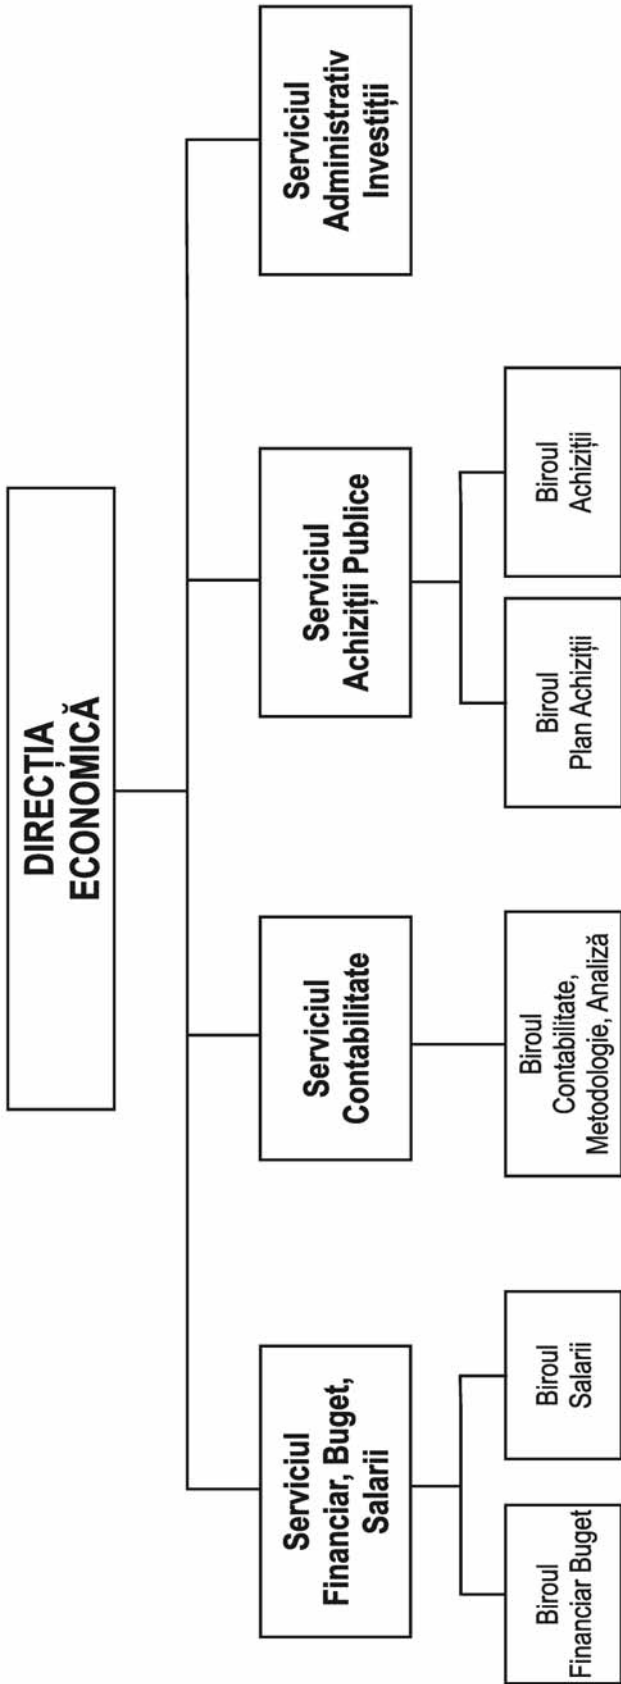 DIRECȚIA
ECONOMICĂ
Serviciul
Financiar, Buget,
Salarii
Serviciul
Contabilitate
Serviciul
Achiziții Publice
Serviciul
Administrativ
Investiții
Biroul
Financiar Buget
Biroul
Salarii
Biroul
Contabilitate,
Metodologie, Analiză
Biroul
Plan Achiziții
Biroul
Achiziții